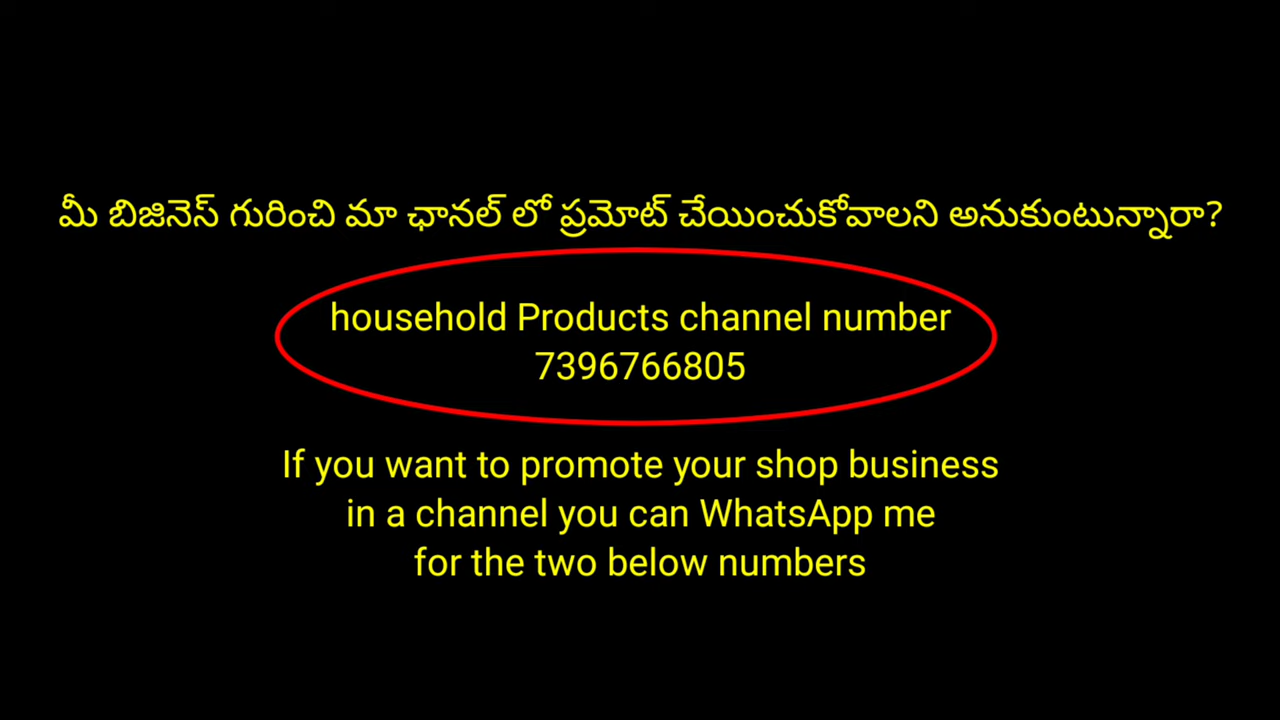 మీ బిజినెస్ గురించి మా ఛానల్ లో ప్రమోట్ చేయించుకోవాలని అనుకుంటున్నారా?
household Products channel number
7396766805
If you want to promote your shop business
in a channel you can WhatsApp me
for the two below numbers